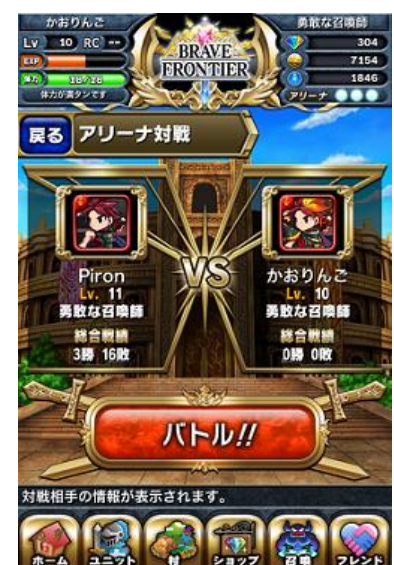 かおりんご
勇敢な召喚師
Lv 10 RC --
304
EXP
7154
体力 18/18
1846
体力が満タンです
アリーナ
BRAVE
FRONTIER
戻る アリーナ対戦
VS
Piron
Lv. 11
勇敢な召喚師
総合戦績
3勝 16敗
かおりんご
Lv. 10
勇敢な召喚師
総合戦績
0勝 0敗
バトル!!
対戦相手の情報が表示されます。
ホーム ユニット 村 ショップ 召喚 フレンド